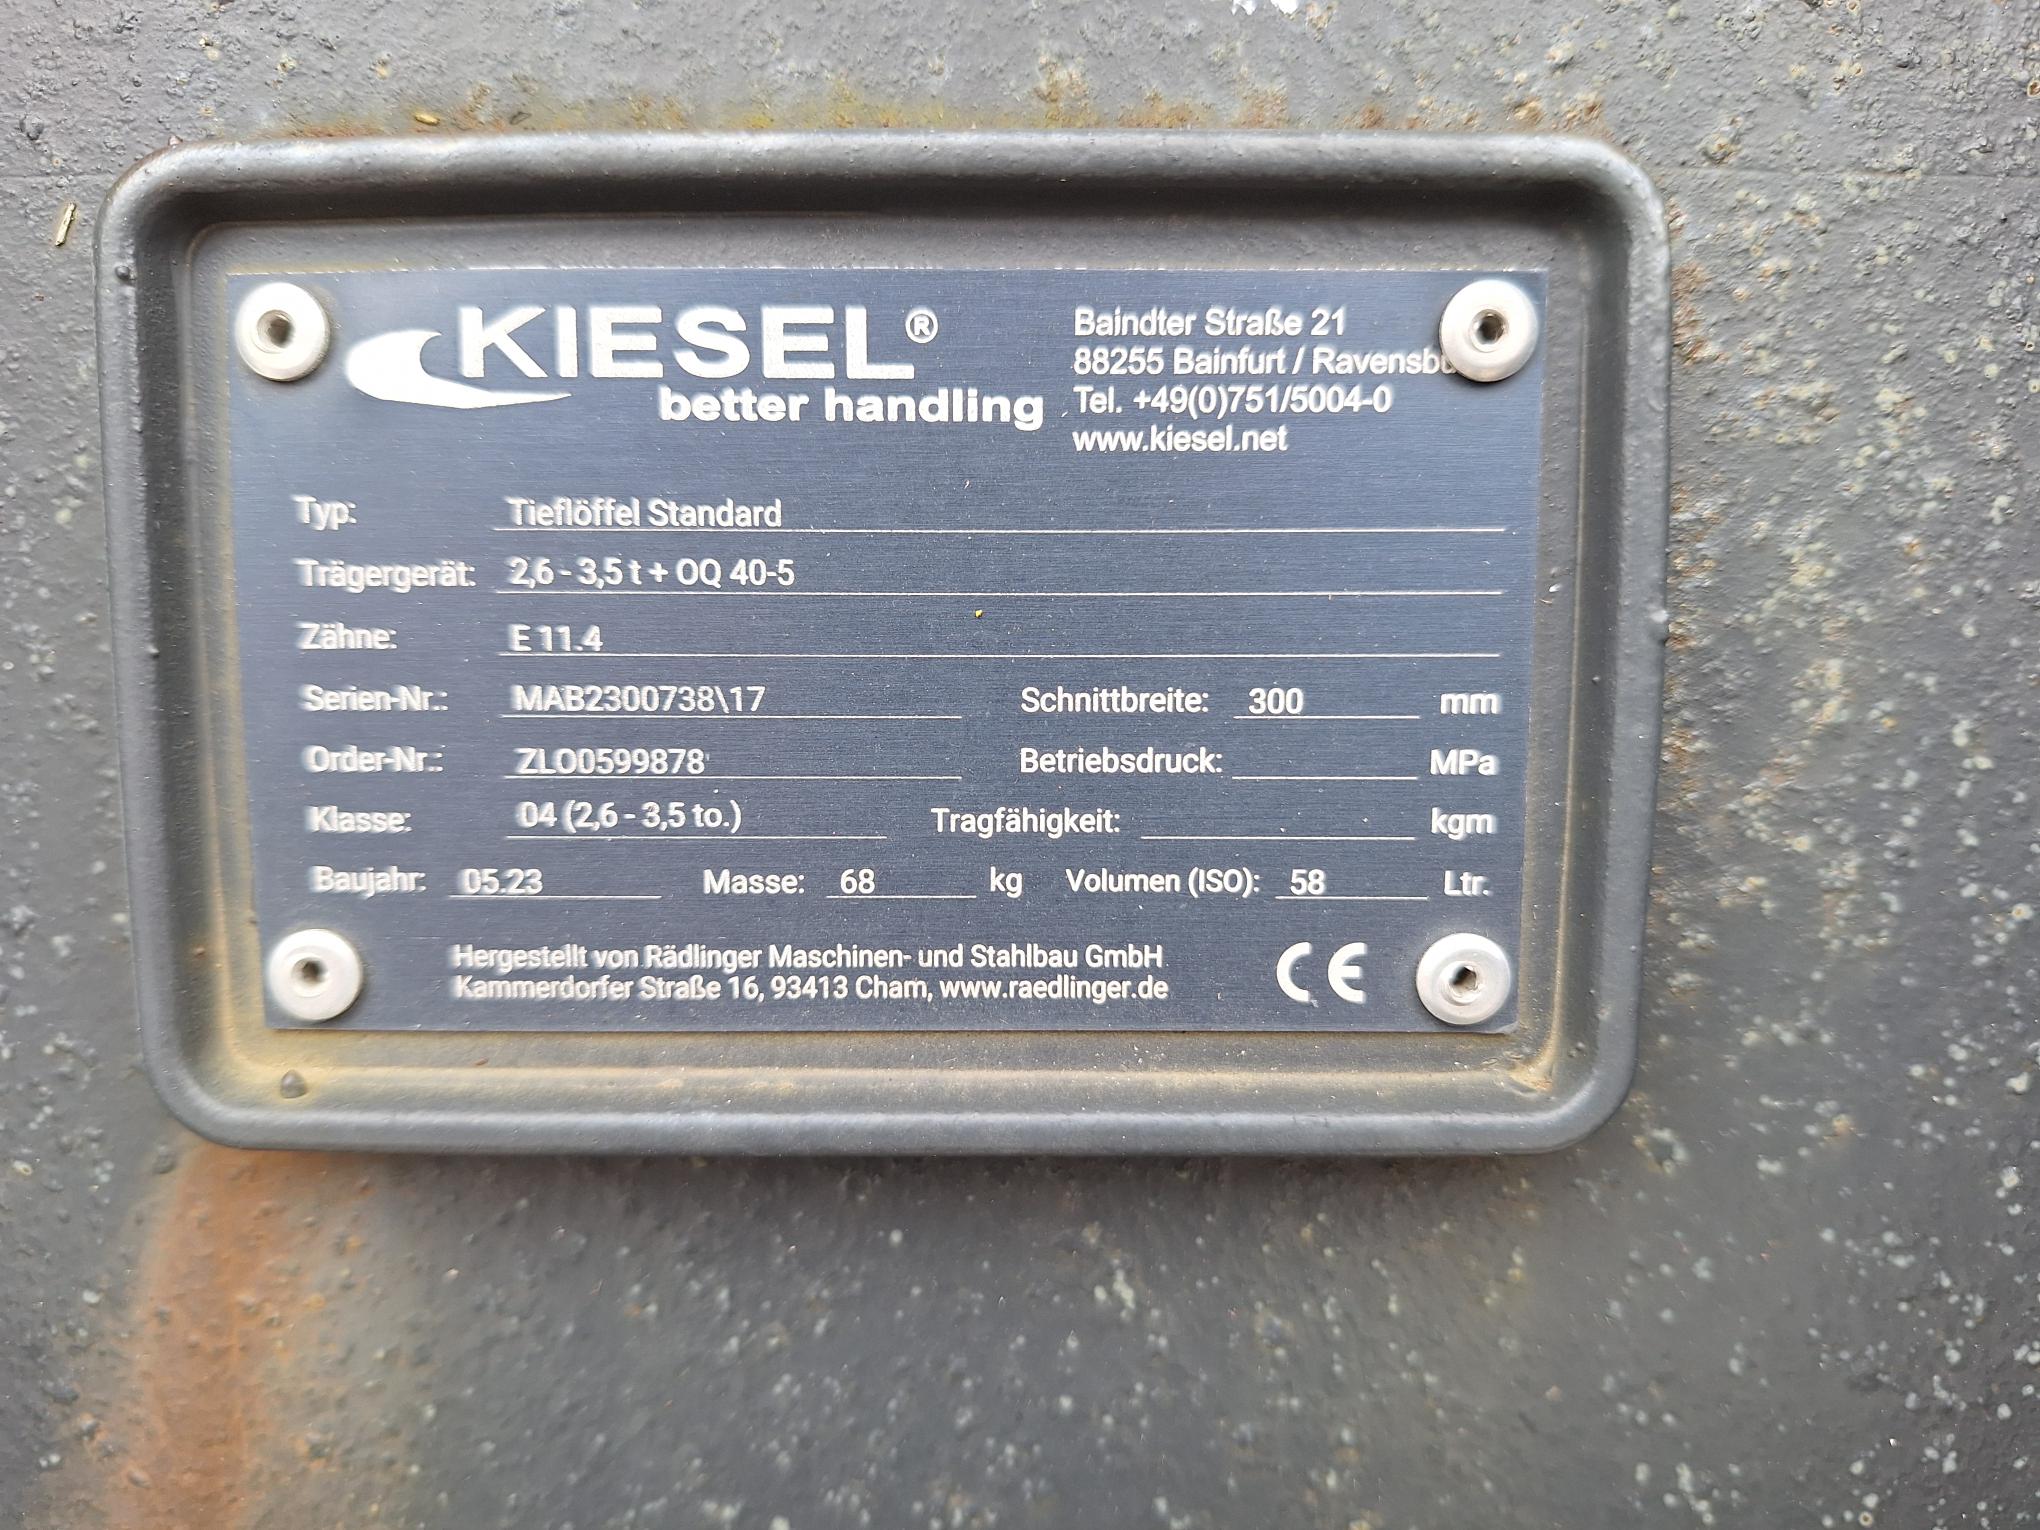 KIESEL®
better handling
Baindter Straße 21
88255 Bainfurt / Ravensbu
Tel. +49(0)751/5004-0
www.kiesel.net
Typ: Tieflöffel Standard
Trägergerät: 2,6 - 3,5 t + OQ 40-5
Zähne: E 11.4
Serien-Nr.: MAB2300738\17 Schnittbreite: 300 mm
Order-Nr.: ZLO0599878 Betriebsdruck: MPa
Klasse: 04 (2,6 - 3,5 to.) Tragfähigkeit: kgm
Baujahr: 05.23 Masse: 68 kg Volumen (ISO): 58 Ltr.
Hergestellt von Rädlinger Maschinen- und Stahlbau GmbH
Kammerdorfer Straße 16, 93413 Cham, www.raedlinger.de
CE